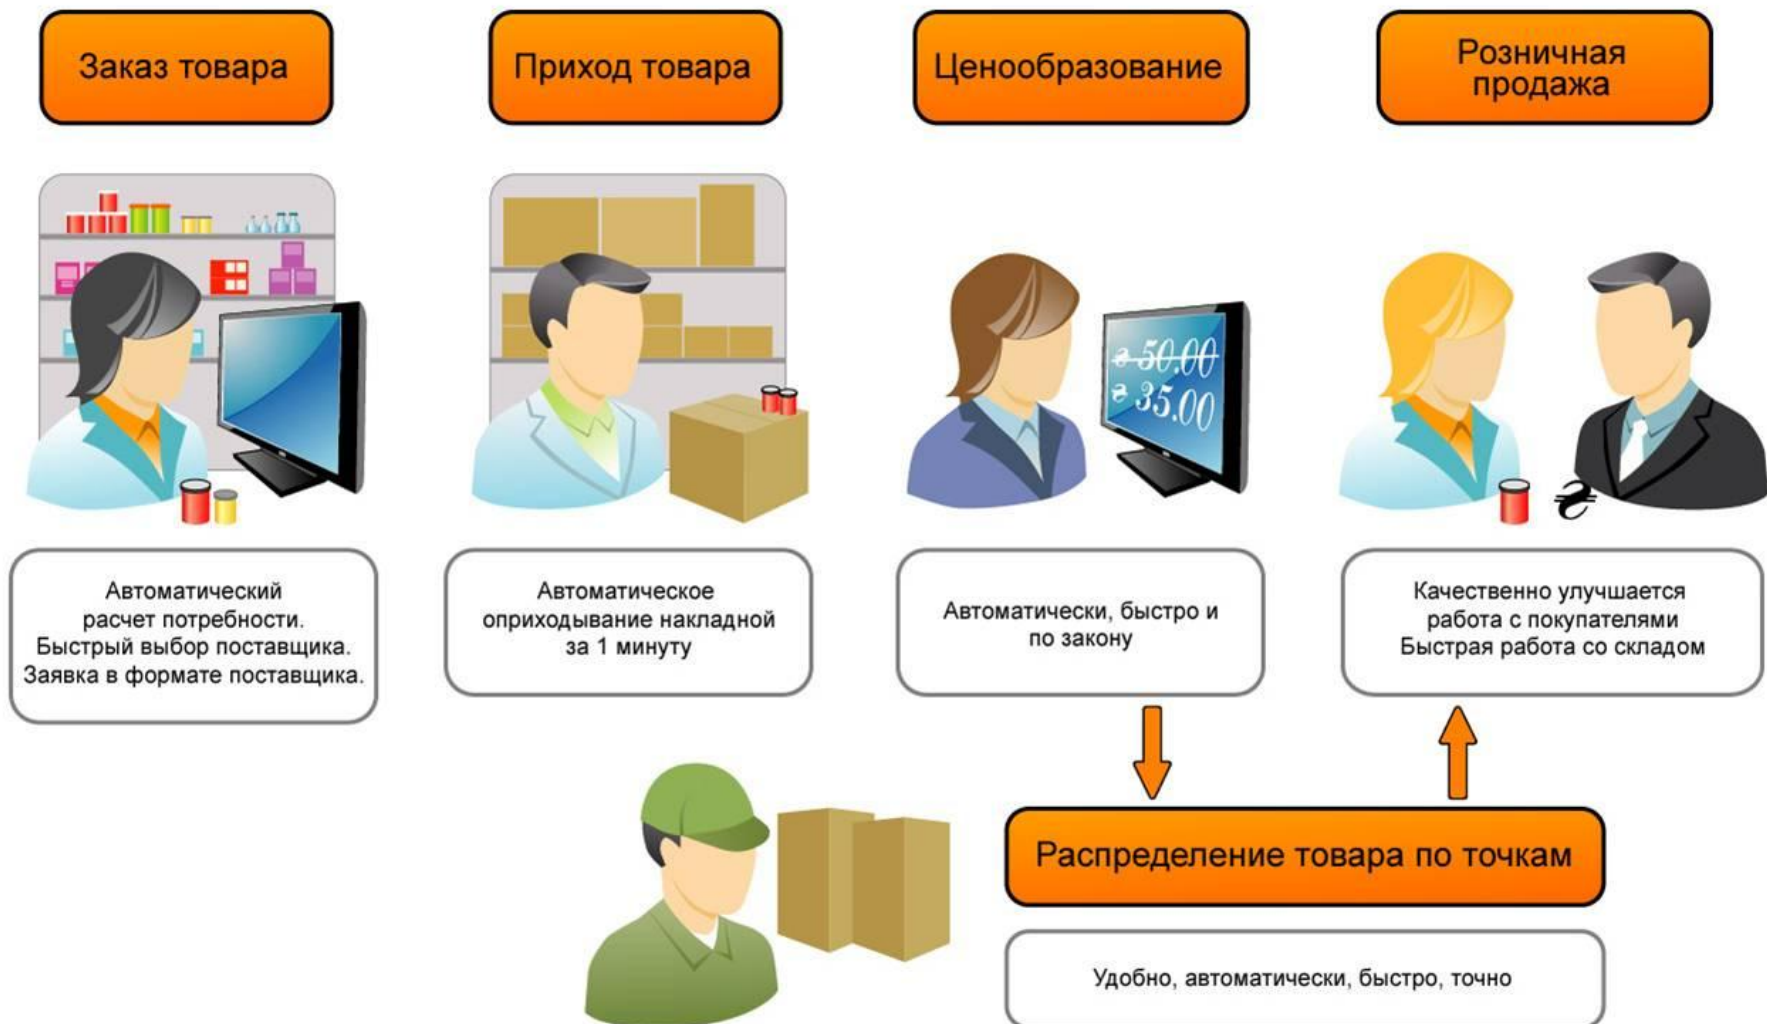 Заказ товара
Приход товара
Ценообразование
Розничная
продажа
₴ 50.00
₴ 35.00
₴
Автоматический
расчет потребности.
Быстрый выбор поставщика.
Заявка в формате поставщика.
Автоматическое
оприходывание накладной
за 1 минуту
Автоматически, быстро и
по закону
Качественно улучшается
работа с покупателями
Быстрая работа со складом
Распределение товара по точкам
Удобно, автоматически, быстро, точно